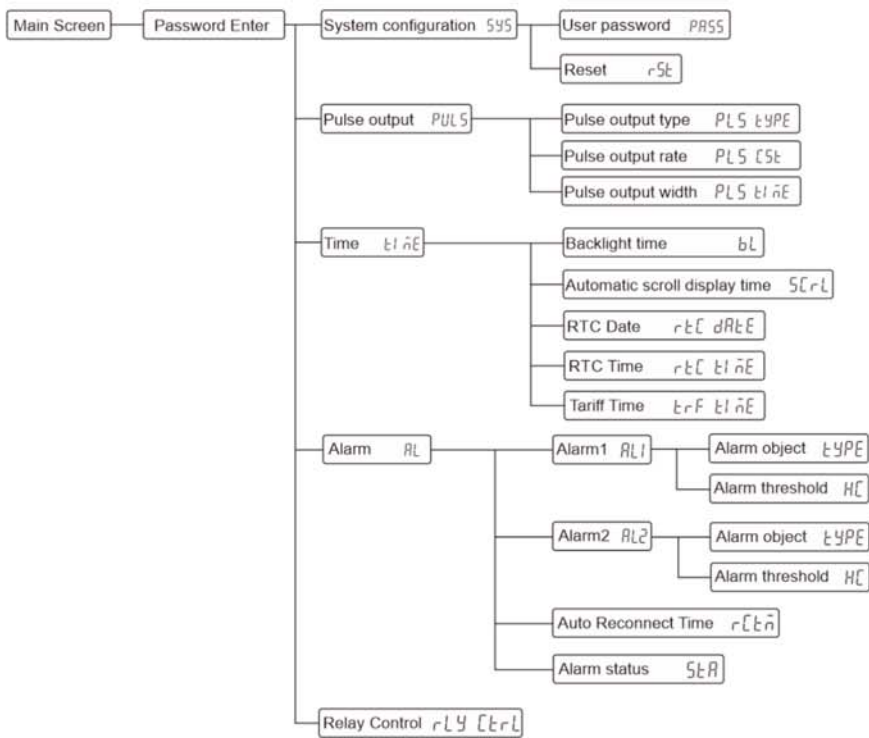 Main Screen
Password Enter
System configuration SYS
User password PASS
Reset rSt
Pulse output PULS
Pulse output type PLS tYPE
Pulse output rate PLS CSt
Pulse output width PLS tImE
Time tImE
Backlight time bL
Automatic scroll display time SCrL
RTC Date rtC dAtE
RTC Time rtC tImE
Tariff Time trF tImE
Alarm AL
Alarm1 AL1
Alarm object tYPE
Alarm threshold HC
Alarm2 AL2
Alarm object tYPE
Alarm threshold HC
Auto Reconnect Time rCtm
Alarm status StA
Relay Control rLY CtrL